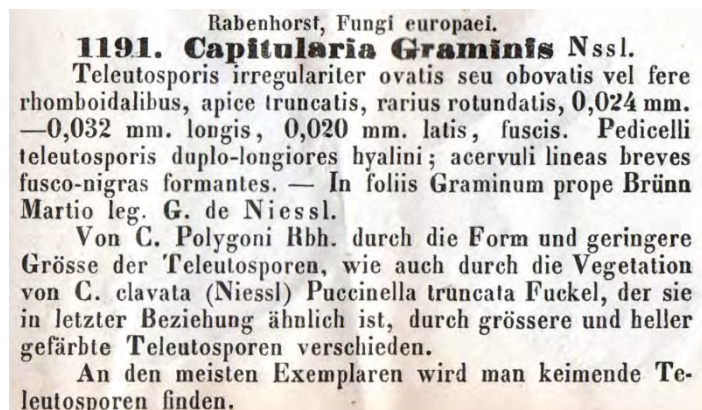 Rabenhorst, Fungi europaei.
1191. Capitularia Graminis Nssl.
Teleutosporis irregulariter ovatis seu obovatis vel fere
rhomboidalibus, apice truncatis, rarius rotundatis, 0,024 mm.
—0,032 mm. longis, 0,020 mm. latis, fuscis. Pedicelli
teleutosporis duplo-longiores hyalini; acervuli lineas breves
fusco-nigras formantes. — In foliis Graminum prope Brünn
Martio leg. G. de Niessl.
Von C. Polygoni Rbh. durch die Form und geringere
Grösse der Teleutosporen, wie auch durch die Vegetation
von C. clavata (Niessl) Puccinella truncata Fuckel, der sie
in letzter Beziehung ähnlich ist, durch grössere und heller
gefärbte Teleutosporen verschieden.
An den meisten Exemplaren wird man keimende Te-
leutosporen finden.